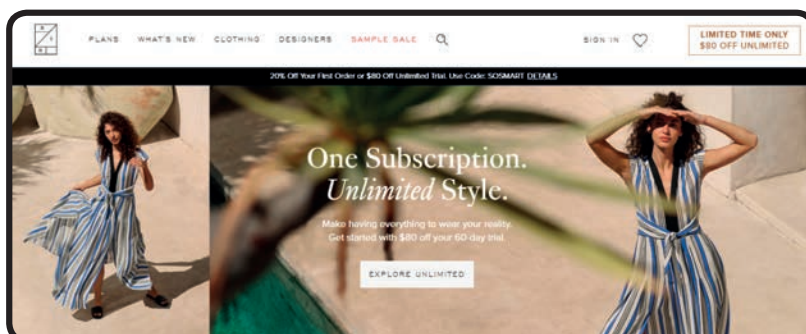 PLANS WHAT'S NEW CLOTHING DESIGNERS SAMPLE SALE SIGN IN
LIMITED TIME ONLY
$80 OFF UNLIMITED
20% Off Your First Order or $80 Off Unlimited Trial. Use Code: SOSMART DETAILS
One Subscription.
Unlimited Style.
Make having everything to wear your reality.
Get started with $80 off your 60-day trial.
EXPLORE UNLIMITED